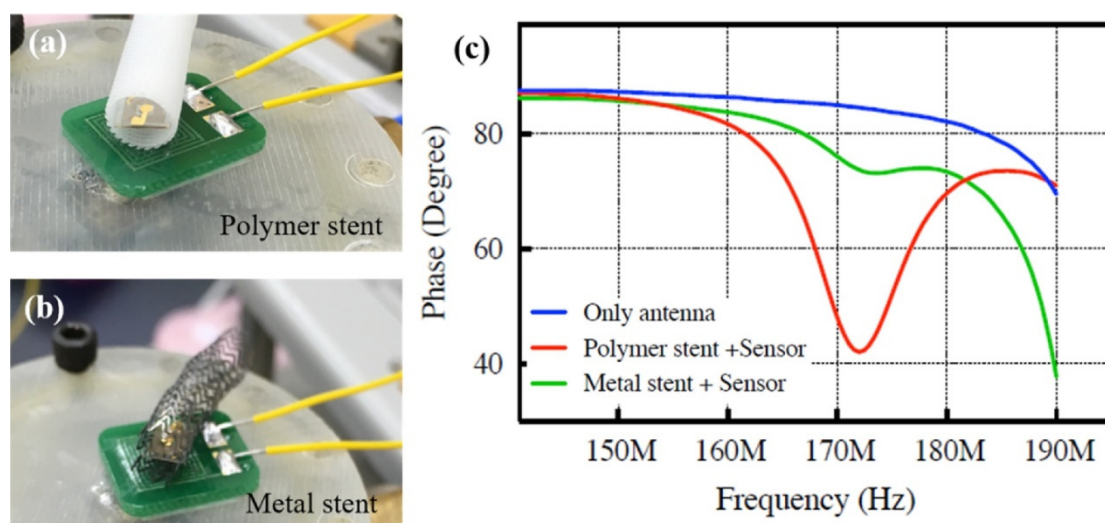 (a)
Polymer stent
(b)
Metal stent
(c)
Phase (Degree)
80
60
40
Only antenna
Polymer stent +Sensor
Metal stent + Sensor
150M 160M 170M 180M 190M
Frequency (Hz)